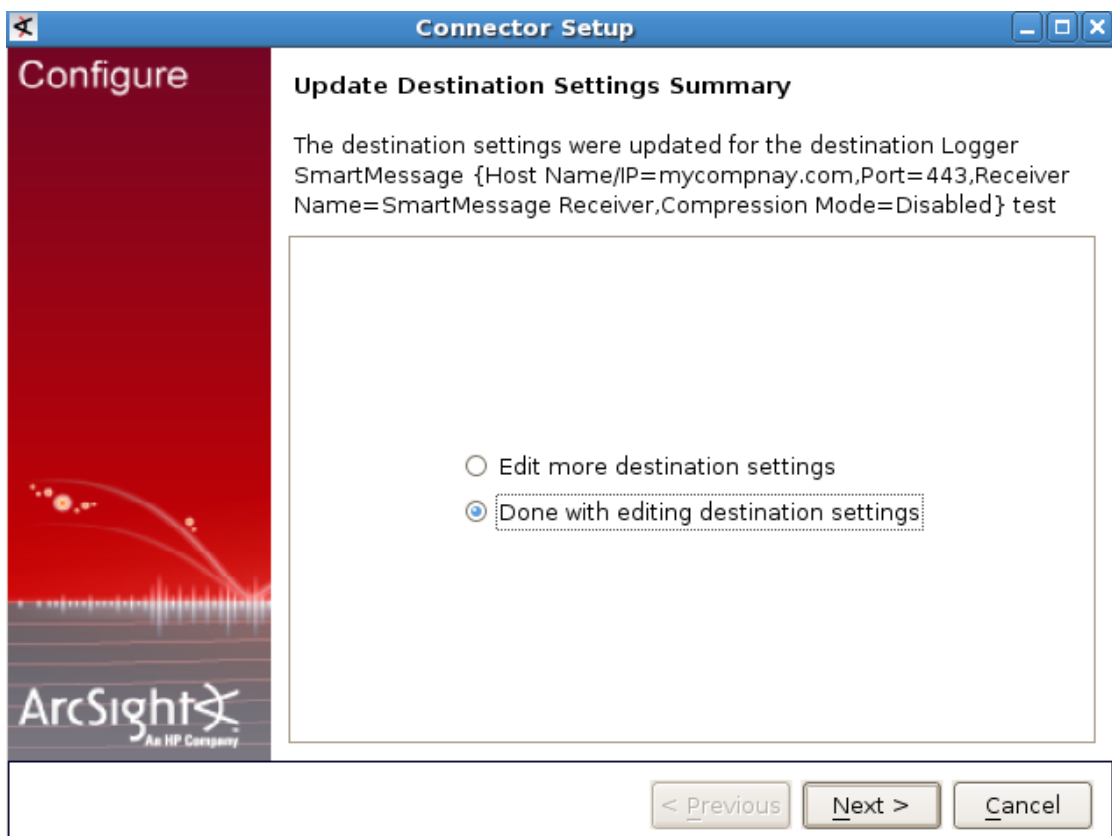 Connector Setup
Configure
Update Destination Settings Summary
The destination settings were updated for the destination Logger
SmartMessage {Host Name/IP=mycompnay.com,Port=443,Receiver
Name=SmartMessage Receiver,Compression Mode=Disabled} test
Edit more destination settings
Done with editing destination settings
ArcSight
An HP Company
< Previous
Next >
Cancel